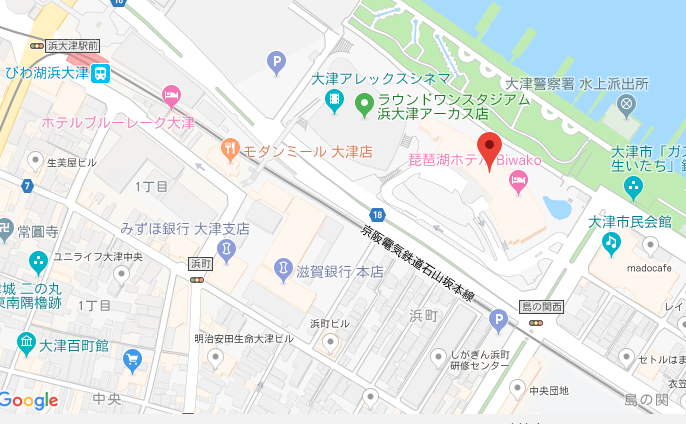 16
浜大津駅前
びわ湖浜大津
P
大津アレックスシネマ
大津警察署 水上派出所
ラウンドワンスタジアム
浜大津アーカス店
ホテルブルーレーク大津
モダンミール 大津店
琵琶湖ホテル
Biwako
大津市「ガ
生いたち」
生美屋ビル
7
1丁目
18
常圓寺
みずほ銀行 大津支店
京阪電気鉄道石山坂本線
大津市民会館
ユニライフ大津中央
浜町
滋賀銀行 本店
madocafe
城 二の丸
東南隅櫓跡
1丁目
島の関西
レイ
浜町ビル
浜町
P
大津百町館
明治安田生命大津ビル
しがぎん浜町
研修センター
セトルはま
衣笠
中央団地
中央
島の関
Google